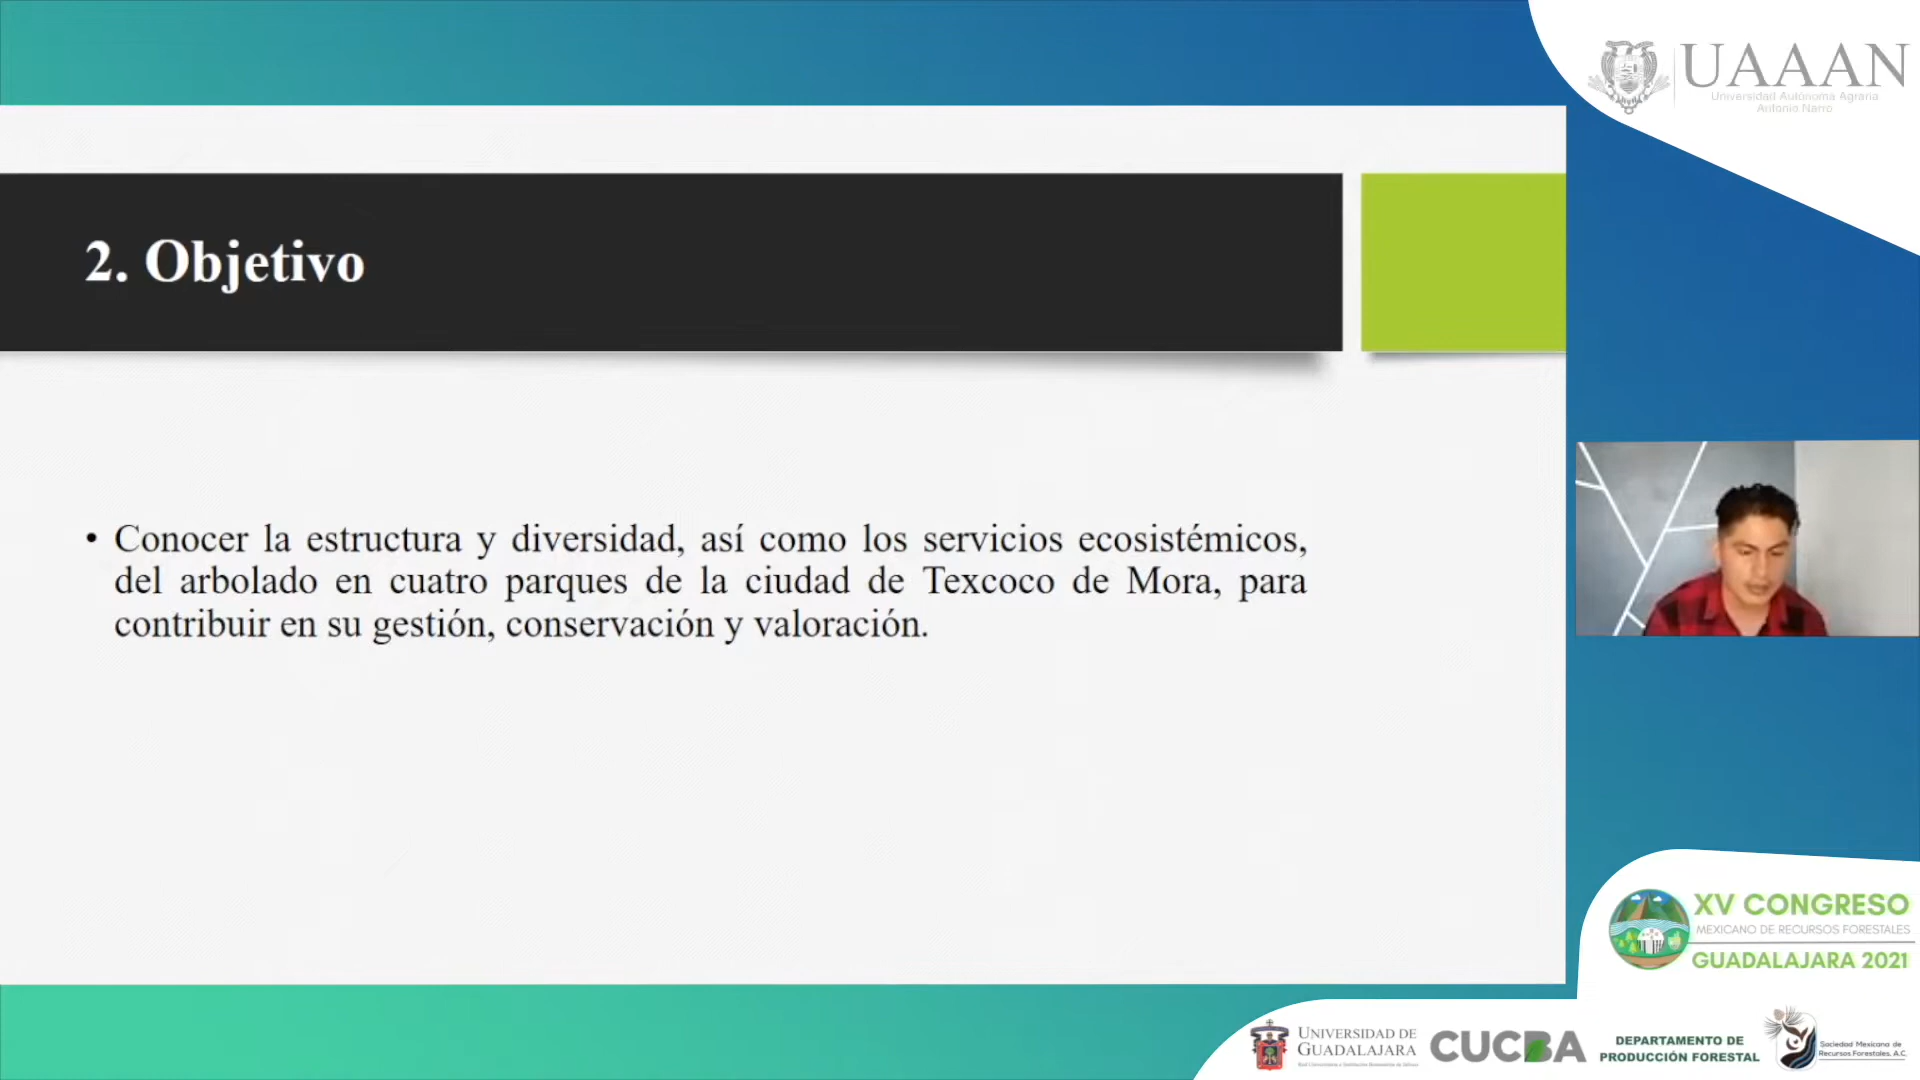 UAAAN
Universidad Autónoma Agraria
Antonio Narro
2. Objetivo
• Conocer la estructura y diversidad, así como los servicios ecosistémicos,
del arbolado en cuatro parques de la ciudad de Texcoco de Mora, para
contribuir en su gestión, conservación y valoración.
XV CONGRESO
MEXICANO DE RECURSOS FORESTALES
GUADALAJARA 2021
UNIVERSIDAD DE
GUADALAJARA
CUCBA
DEPARTAMENTO DE
PRODUCCIÓN FORESTAL
Sociedad Mexicana de
Recursos Forestales, A.C.